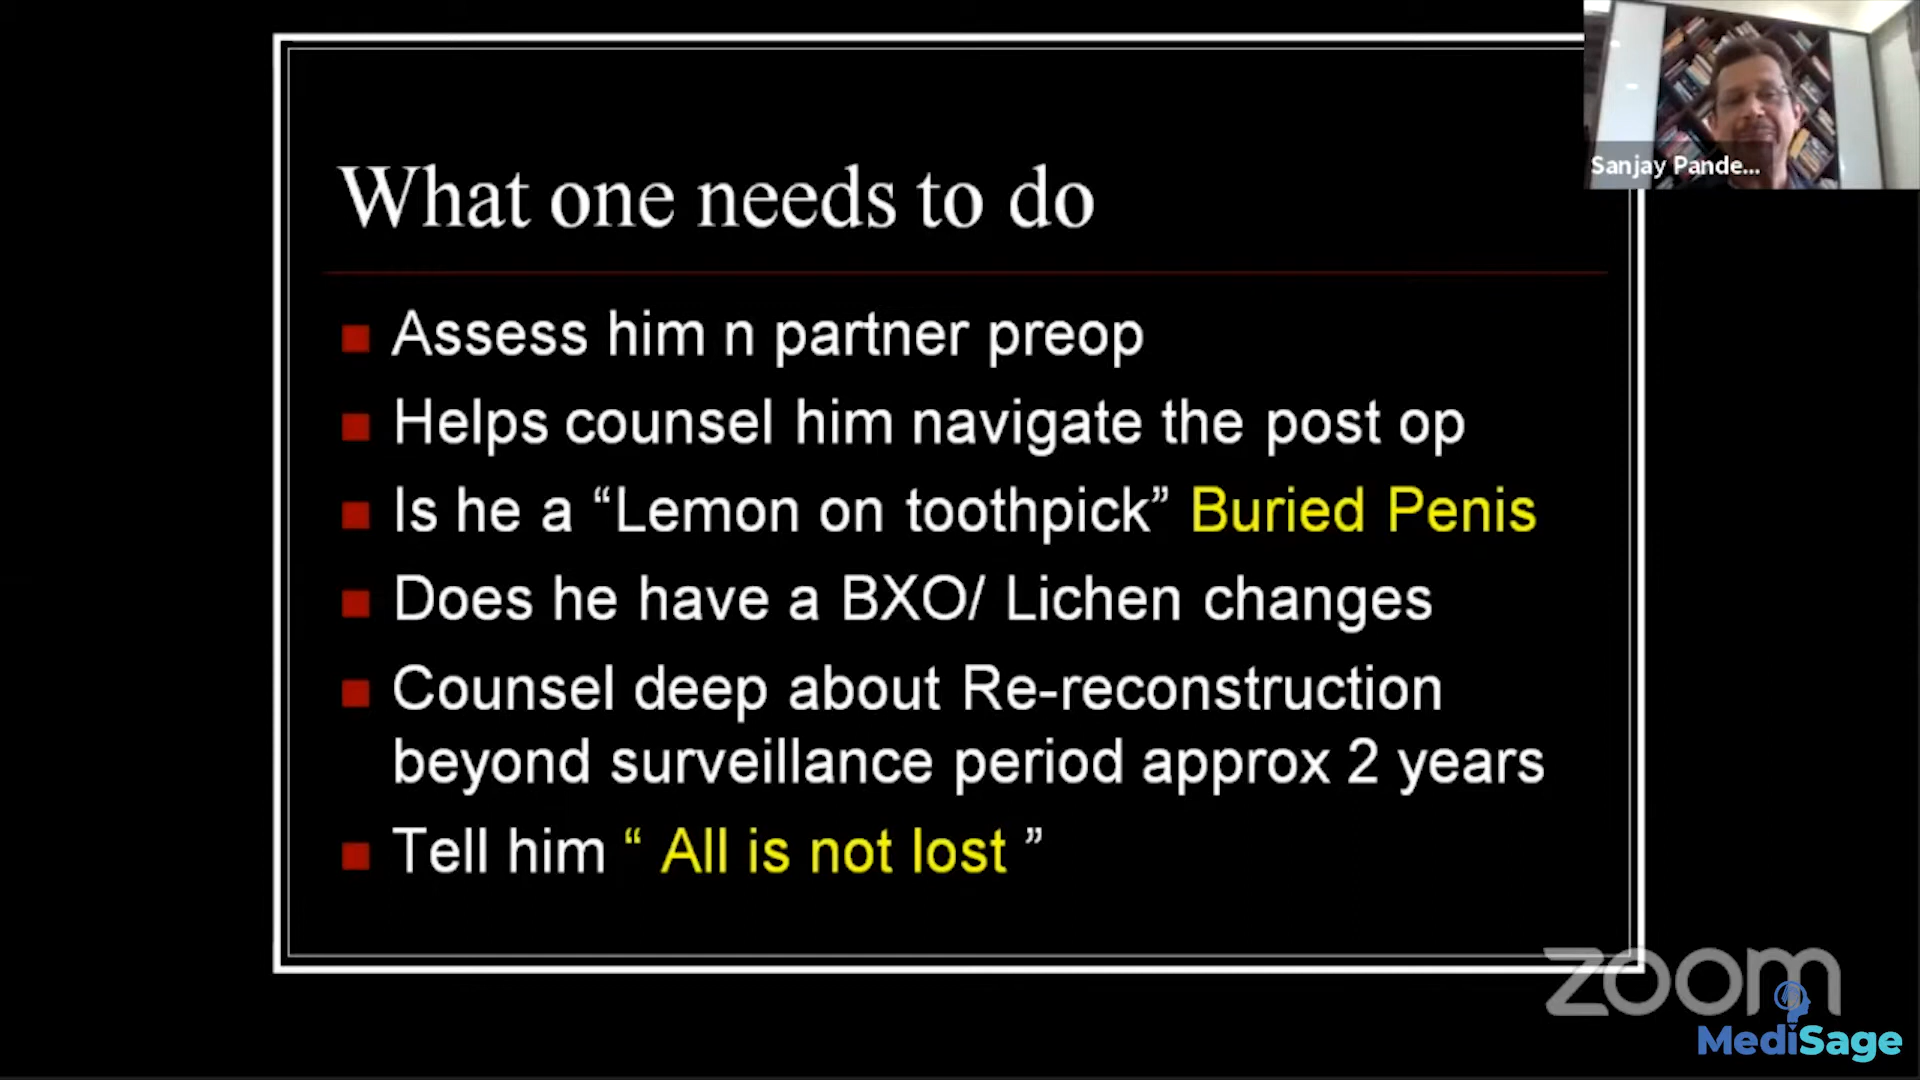 Sanjay Pande...
What one needs to do
Assess him n partner preop
Helps counsel him navigate the post op
Is he a “Lemon on toothpick” Buried Penis
Does he have a BXO/ Lichen changes
Counsel deep about Re-reconstruction
beyond surveillance period approx 2 years
Tell him “ All is not lost ”
zoom
MediSage